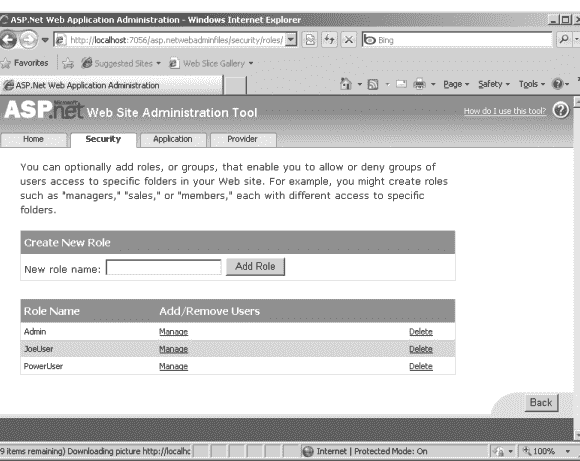 ASP.Net Web Application Administration - Windows Internet Explorer
http://localhost:7056/asp.netwebadminfiles/security/roles/
Bing
Favorites Suggested Sites Web Slice Gallery
ASP.Net Web Application Administration
Page Safety Tools
Microsoft
ASP.net Web Site Administration Tool
How do I use this tool? ?
Home Security Application Provider
You can optionally add roles, or groups, that enable you to allow or deny groups of
users access to specific folders in your Web site. For example, you might create roles
such as "managers," "sales," or "members," each with different access to specific
folders.
Create New Role
New role name: Add Role
Role Name Add/Remove Users
Admin Manage Delete
JoeUser Manage Delete
PowerUser Manage Delete
Back
9 items remaining) Downloading picture http://localhc Internet | Protected Mode: On 100%